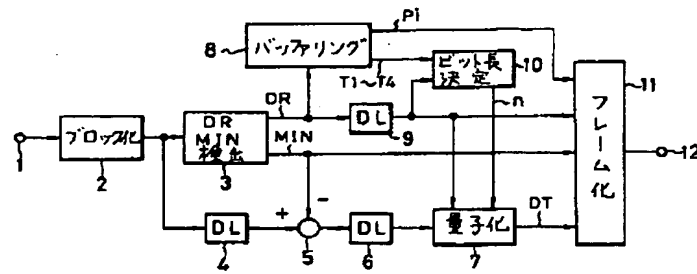 Pi
8
バッファリング
T1~T4
ビット長
決定
10
11
DR
n
1
ブロック化
2
DR
MIN
検出
3
MIN
DL
9
フレーム化
12
+
-
DL
4
5
DL
6
量子化
7
DT